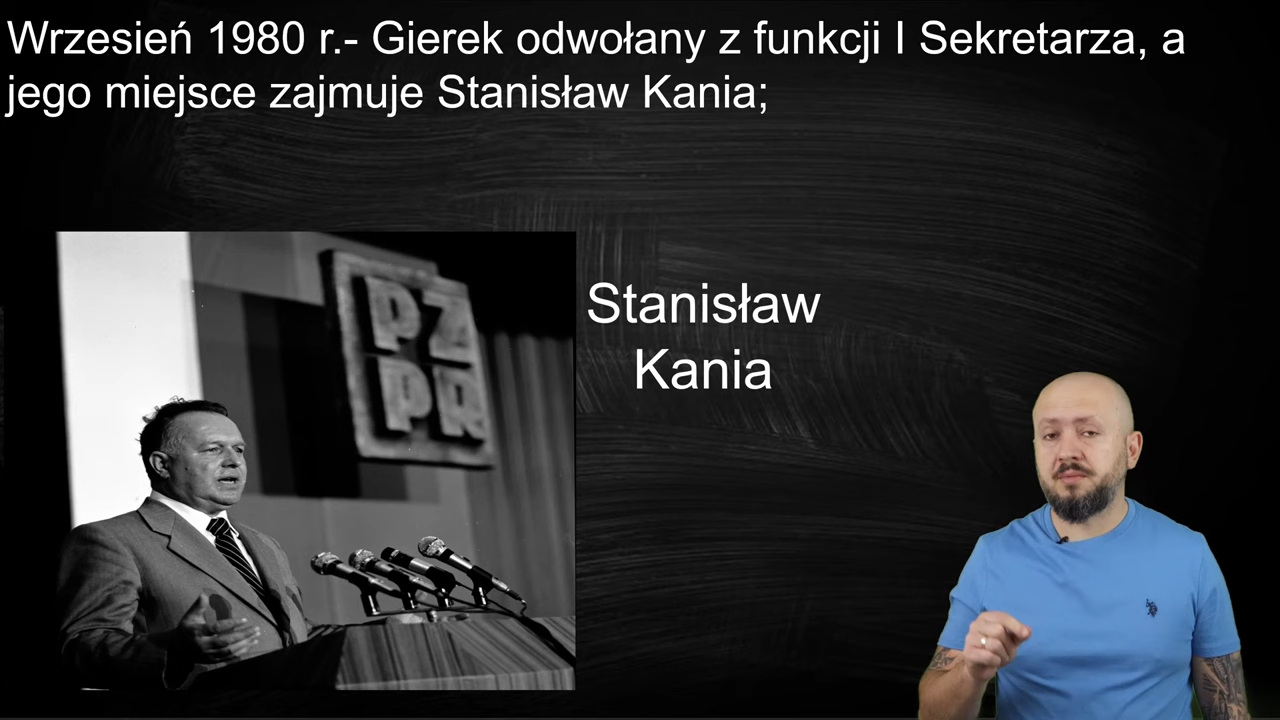 Wrzesień 1980 r.- Gierek odwołany z funkcji I Sekretarza, a
jego miejsce zajmuje Stanisław Kania;
PZ
PR
Stanisław
Kania